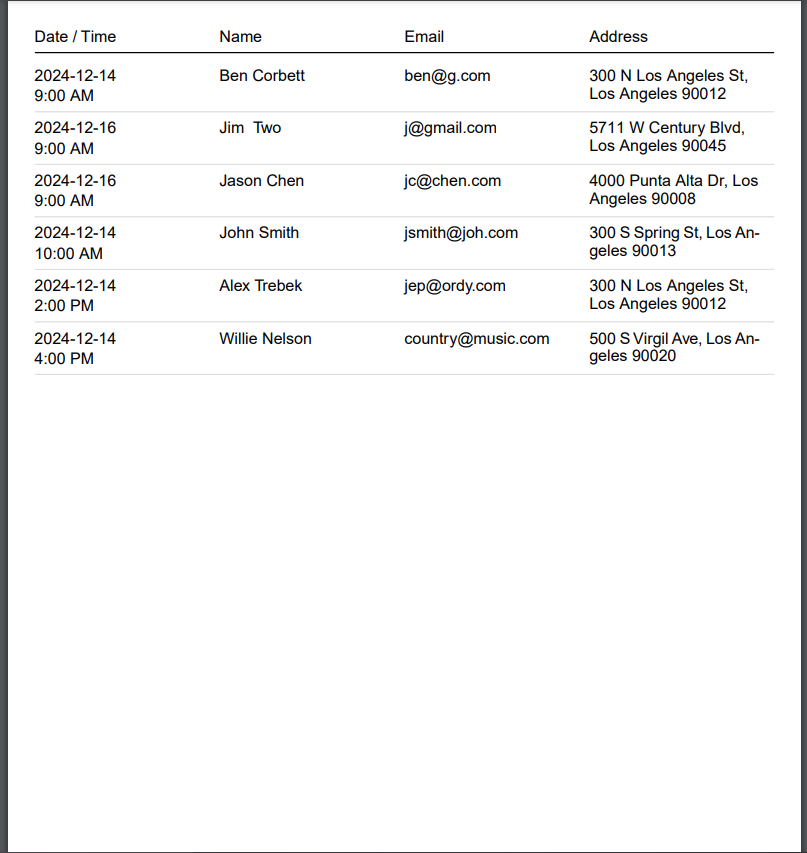 Date / Time Name Email Address
2024-12-14 Ben Corbett ben@g.com 300 N Los Angeles St,
9:00 AM Los Angeles 90012
2024-12-16 Jim  Two j@gmail.com 5711 W Century Blvd,
9:00 AM Los Angeles 90045
2024-12-16 Jason Chen jc@chen.com 4000 Punta Alta Dr, Los
9:00 AM Angeles 90008
2024-12-14 John Smith jsmith@joh.com 300 S Spring St, Los An-
10:00 AM geles 90013
2024-12-14 Alex Trebek jep@ordy.com 300 N Los Angeles St,
2:00 PM Los Angeles 90012
2024-12-14 Willie Nelson country@music.com 500 S Virgil Ave, Los An-
4:00 PM geles 90020